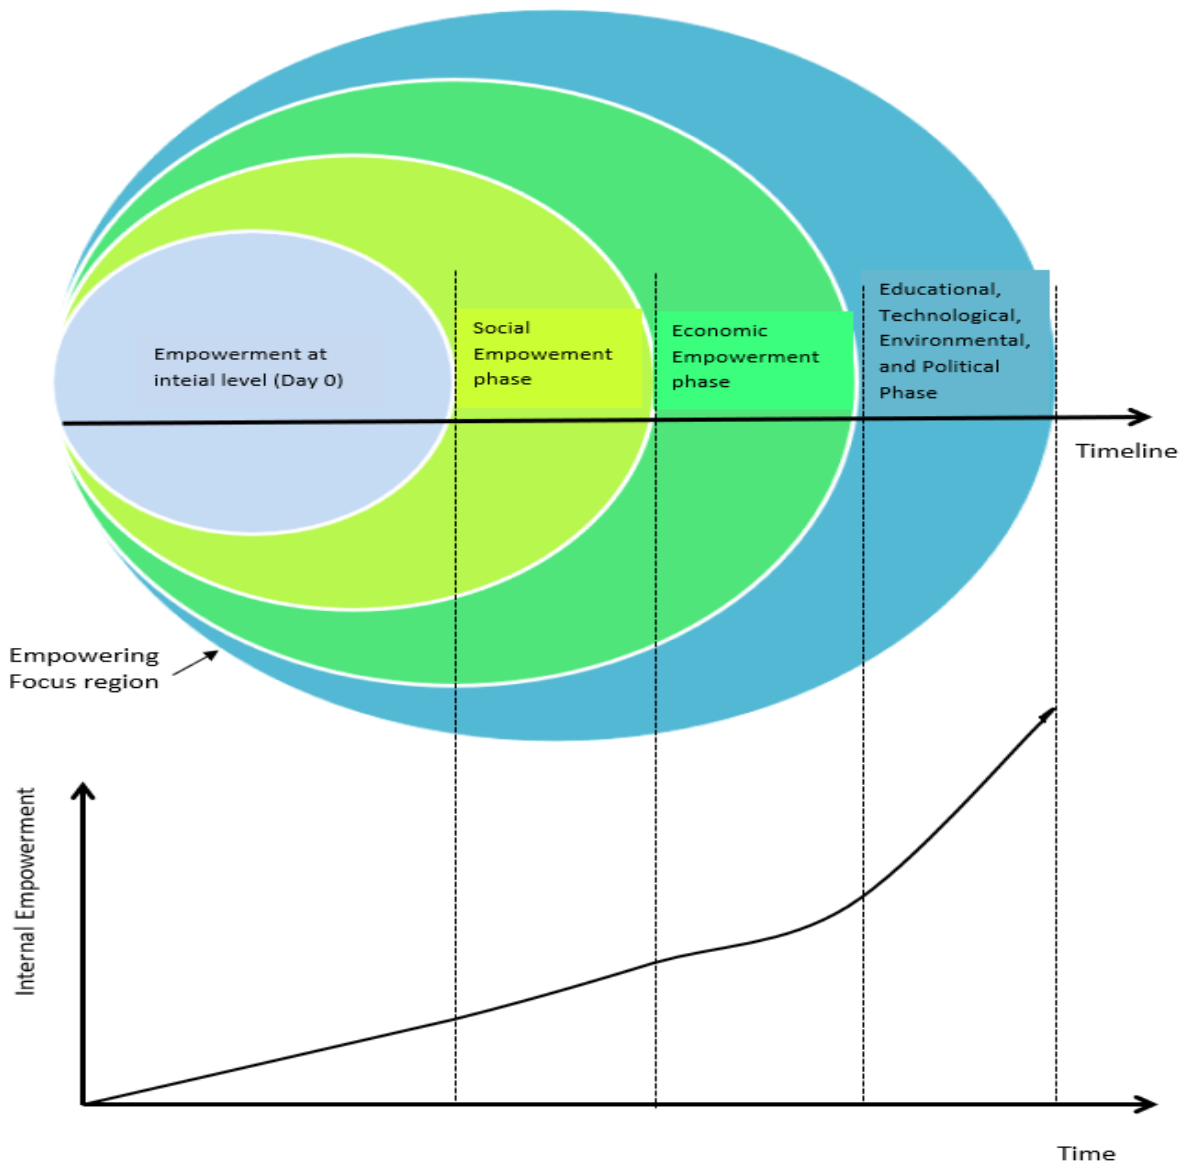 Educational,
Technological,
Environmental,
and Political
Phase
Social
Empowement
phase
Economic
Empowerment
phase
Empowerment at
inteial level (Day 0)
Timeline
Empowering
Focus region
Internal Empowerment
Time